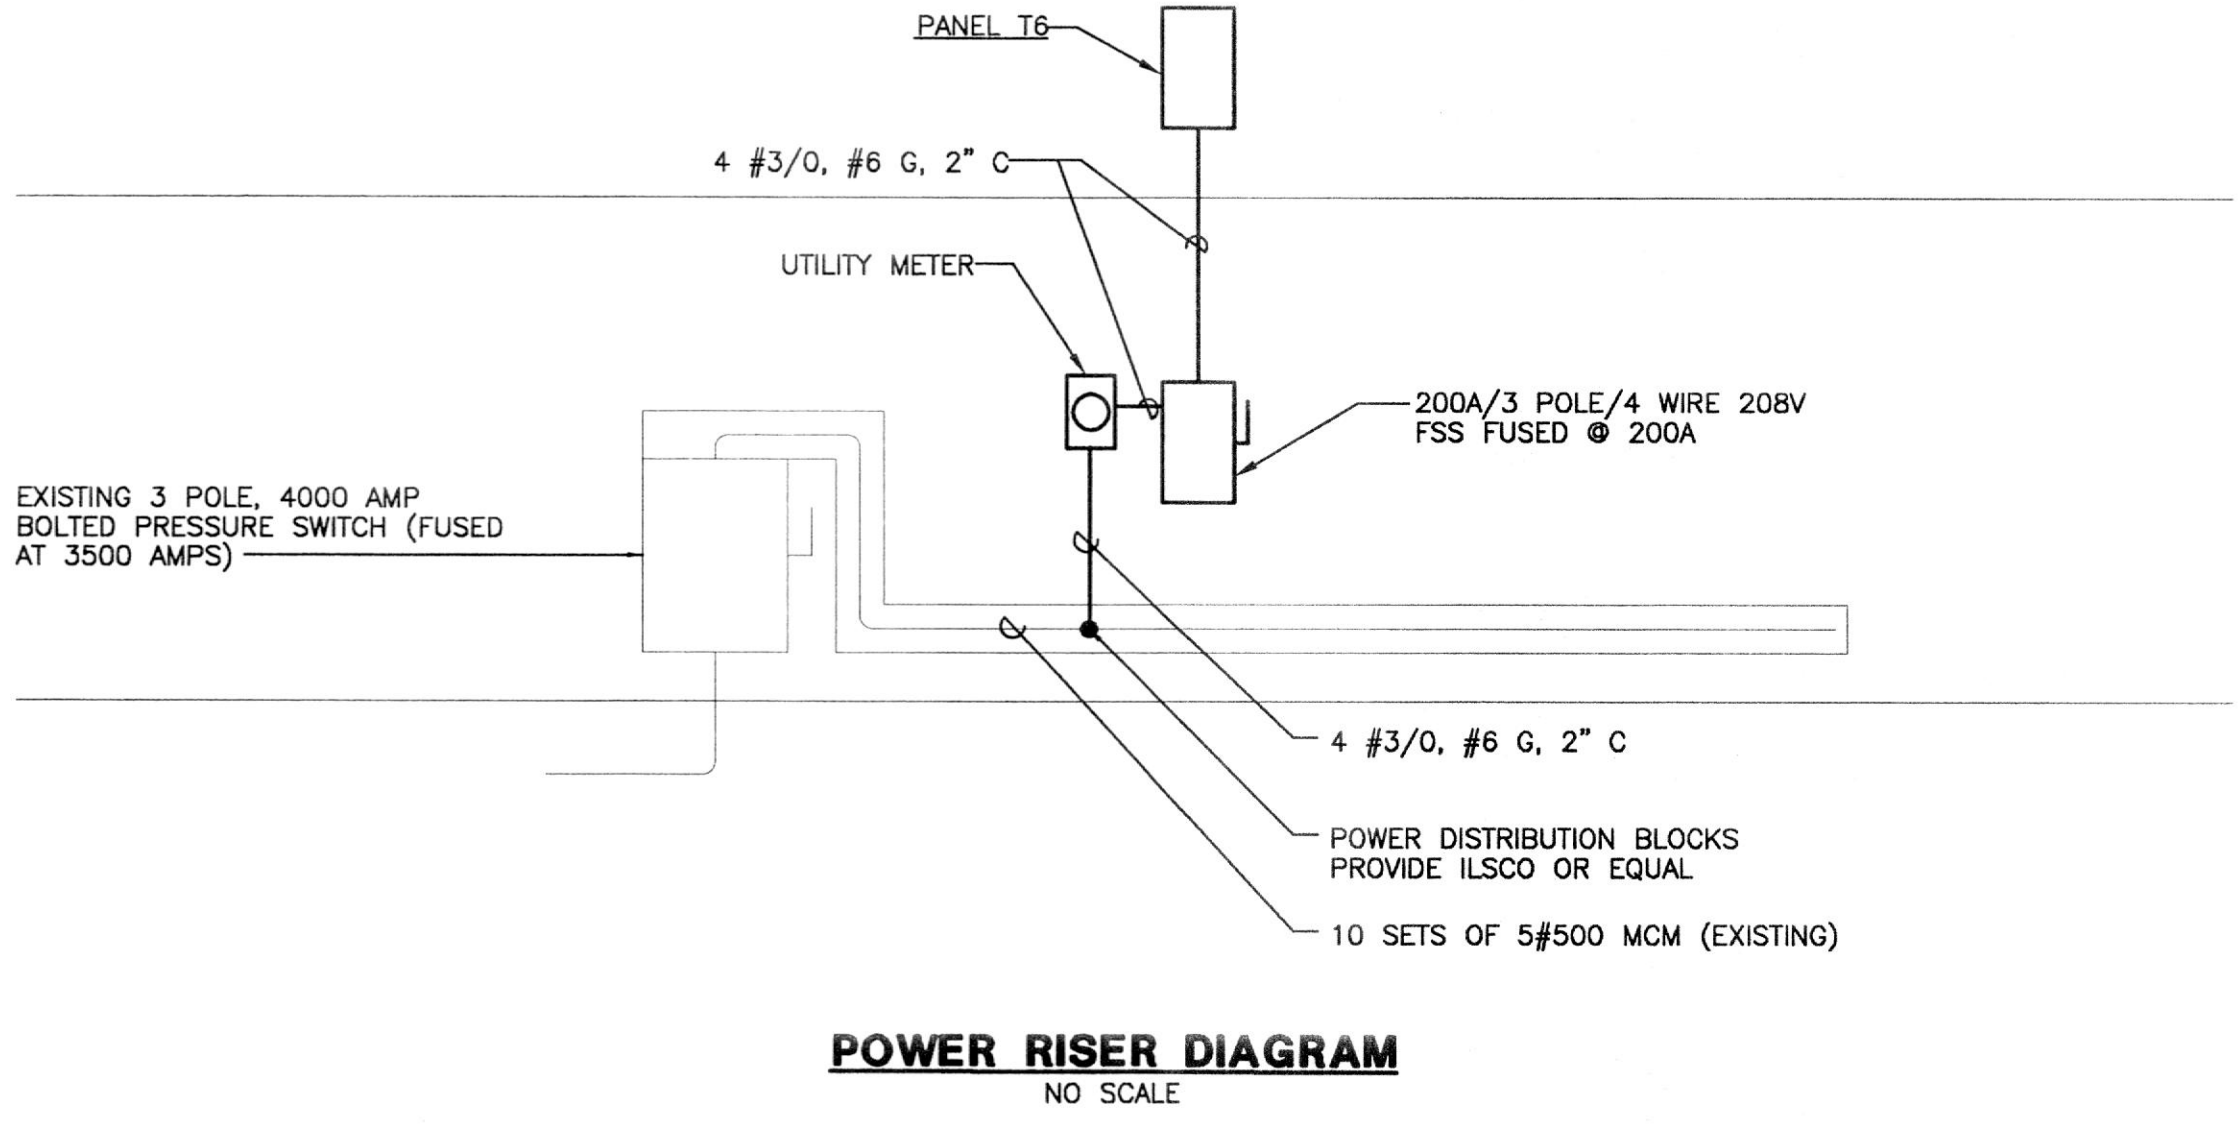 PANEL T6
4 #3/0, #6 G, 2" C
UTILITY METER
200A/3 POLE/4 WIRE 208V
FSS FUSED @ 200A
EXISTING 3 POLE, 4000 AMP
BOLTED PRESSURE SWITCH (FUSED
AT 3500 AMPS)
4 #3/0, #6 G, 2" C
POWER DISTRIBUTION BLOCKS
PROVIDE ILSCO OR EQUAL
10 SETS OF 5#500 MCM (EXISTING)
POWER RISER DIAGRAM
NO SCALE